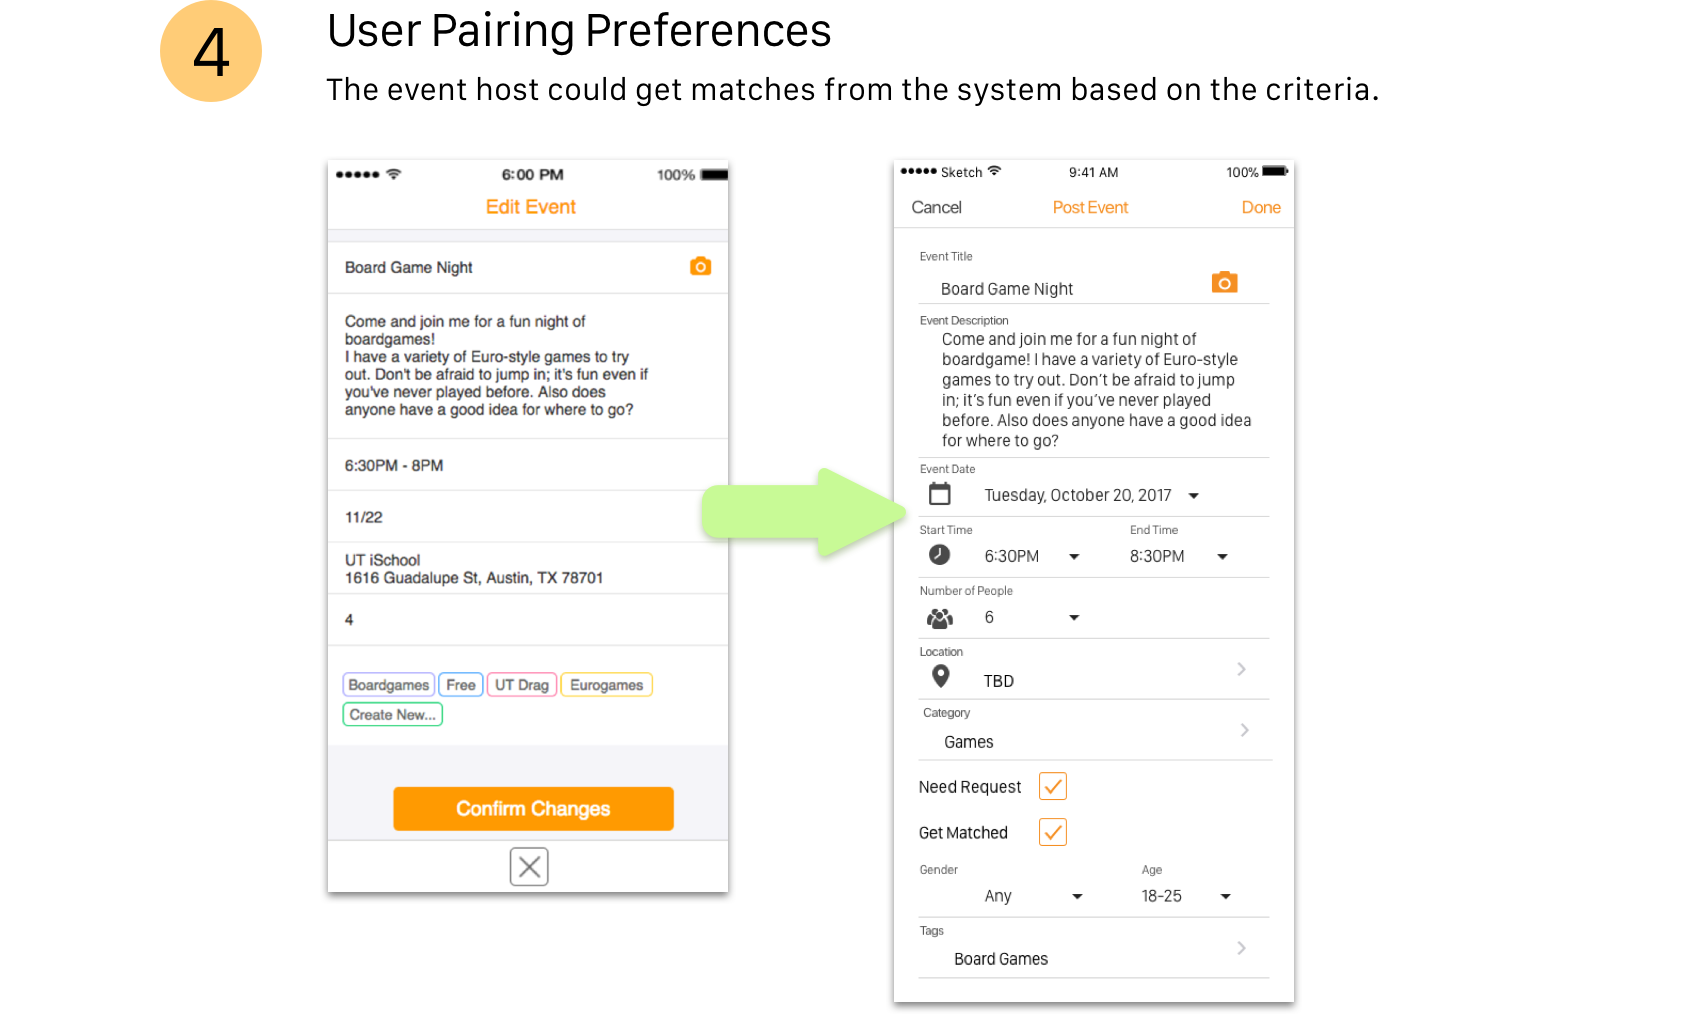 4
User Pairing Preferences
The event host could get matches from the system based on the criteria.
6:00 PM
100%
Edit Event
Board Game Night
Come and join me for a fun night of
boardgames!
I have a variety of Euro-style games to try
out. Don't be afraid to jump in; it's fun even if
you've never played before. Also does
anyone have a good idea for where to go?
6:30PM - 8PM
11/22
UT iSchool
1616 Guadalupe St, Austin, TX 78701
4
Boardgames Free UT Drag Eurogames
Create New...
Confirm Changes
Sketch 9:41 AM 100%
Cancel Post Event Done
Event Title
Board Game Night
Event Description
Come and join me for a fun night of
boardgame! I have a variety of Euro-style
games to try out. Don’t be afraid to jump
in; it’s fun even if you’ve never played
before. Also does anyone have a good idea
for where to go?
Event Date
Tuesday, October 20, 2017
Start Time End Time
6:30PM 8:30PM
Number of People
6
Location
TBD
Category
Games
Need Request
Get Matched
Gender Age
Any 18-25
Tags
Board Games